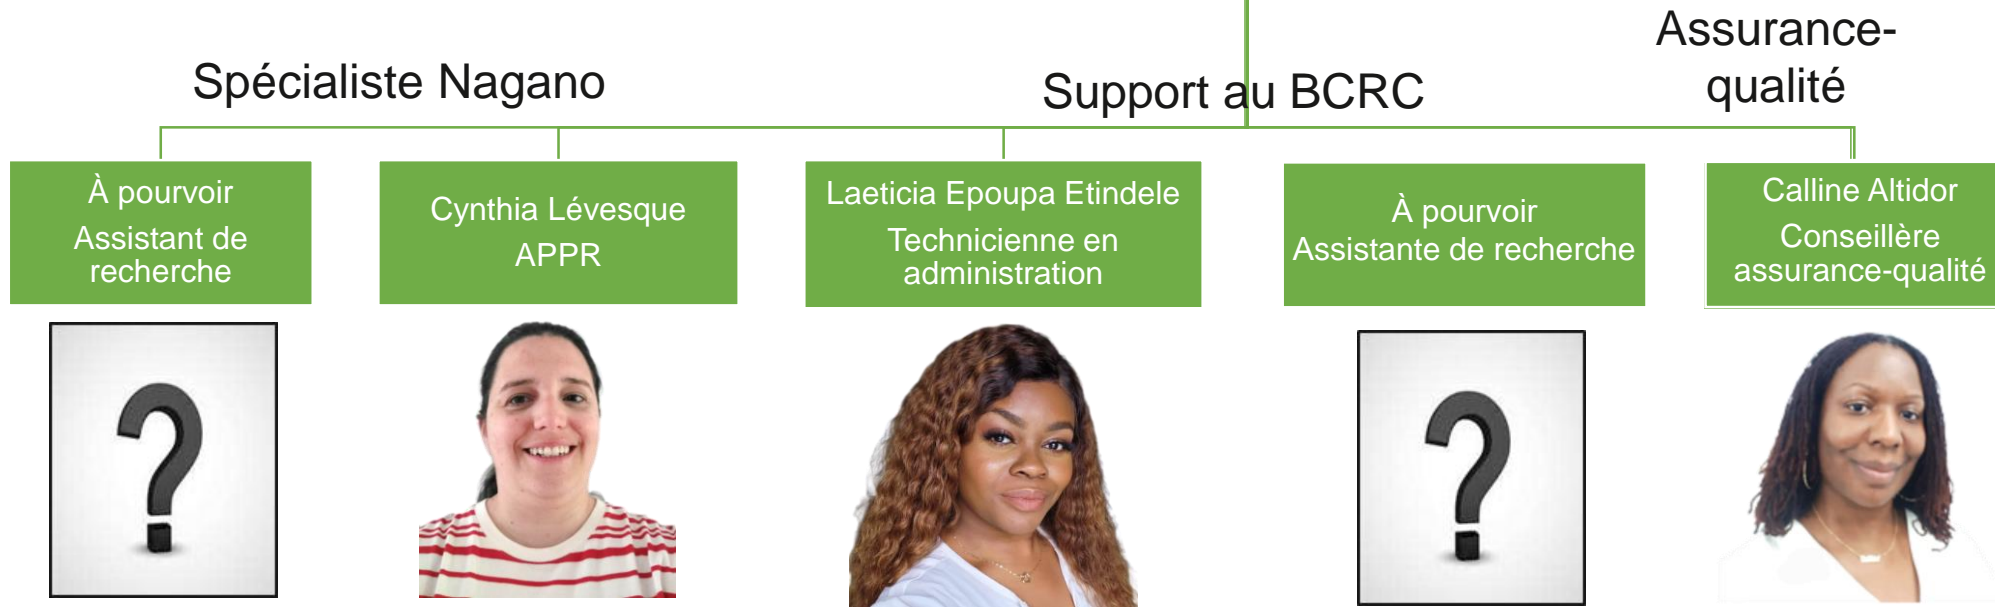 Spécialiste Nagano
Support au BCRC
Assurance-
qualité
À pourvoir
Assistant de
recherche
Cynthia Lévesque
APPR
Laeticia Epoupa Etindele
Technicienne en
administration
À pourvoir
Assistante de recherche
Calline Altidor
Conseillère
assurance-qualité